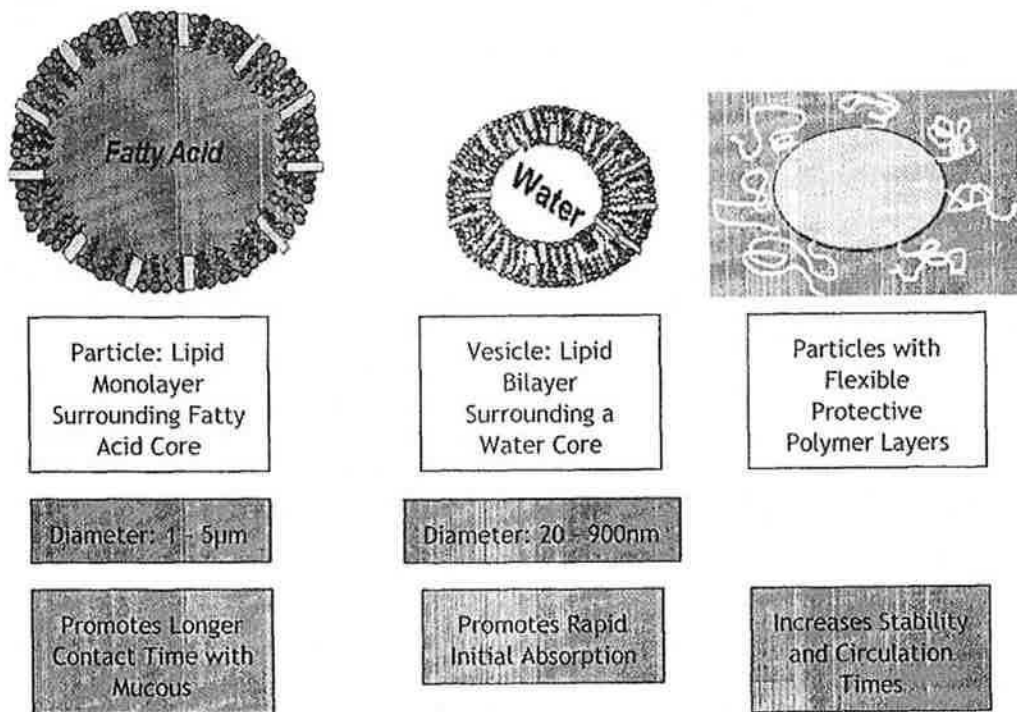 Fatty Acid
Water
Particle: Lipid
Monolayer
Surrounding Fatty
Acid Core
Vesicle: Lipid
Bilayer
Surrounding a
Water Core
Particles with
Flexible
Protective
Polymer Layers
Diameter: 1 - 5µm
Diameter: 20 - 900nm
Promotes Longer
Contact Time with
Mucous
Promotes Rapid
Initial Absorption
Increases Stability
and Circulation
Times